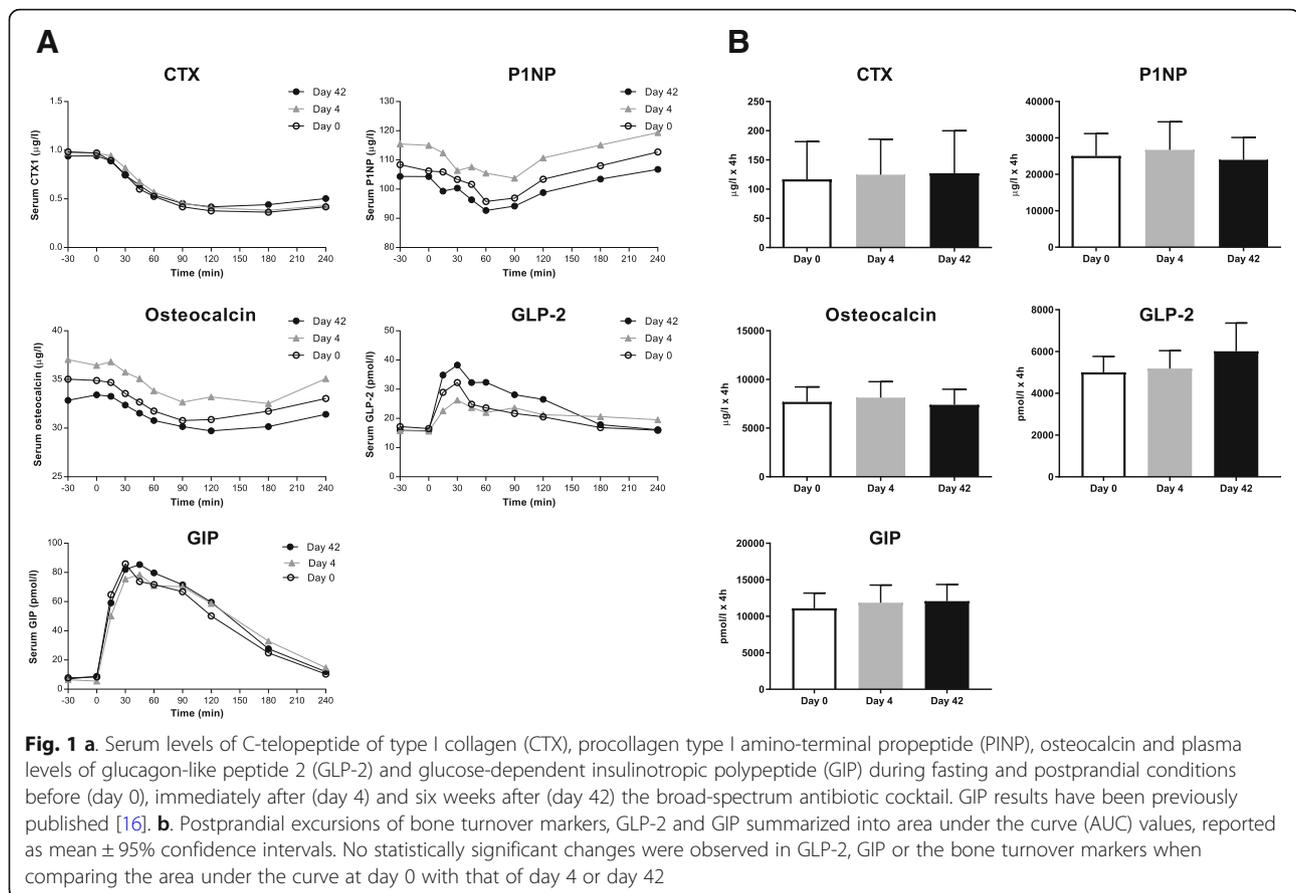 A
CTX
Serum CTX1 (µg/l)
1.5
1.0
0.5
0.0
-30 0 30 60 90 120 150 180 210 240
Time (min)
Day 42
Day 4
Day 0
P1NP
Serum P1NP (µg/l)
130
120
110
100
90
80
-30 0 30 60 90 120 150 180 210 240
Time (min)
Day 42
Day 4
Day 0
Osteocalcin
Serum osteocalcin (µg/l)
40
35
30
25
-30 0 30 60 90 120 150 180 210 240
Time (min)
Day 42
Day 4
Day 0
GLP-2
Serum GLP-2 (pmol/l)
50
40
30
20
10
0
-30 0 30 60 90 120 150 180 210 240
Time (min)
Day 42
Day 4
Day 0
GIP
Serum GIP (pmol/l)
100
80
60
40
20
0
-30 0 30 60 90 120 150 180 210 240
Time (min)
Day 42
Day 4
Day 0
B
CTX
µg/l x 4h
250
200
150
100
50
0
Day 0 Day 4 Day 42
P1NP
µg/l x 4h
40000
30000
20000
10000
0
Day 0 Day 4 Day 42
Osteocalcin
µg/l x 4h
15000
10000
5000
0
Day 0 Day 4 Day 42
GLP-2
pmol/l x 4h
8000
6000
4000
2000
0
Day 0 Day 4 Day 42
GIP
pmol/l x 4h
20000
15000
10000
5000
0
Day 0 Day 4 Day 42
Fig. 1 a. Serum levels of C-telopeptide of type I collagen (CTX), procollagen type I amino-terminal propeptide (PINP), osteocalcin and plasma
levels of glucagon-like peptide 2 (GLP-2) and glucose-dependent insulinotropic polypeptide (GIP) during fasting and postprandial conditions
before (day 0), immediately after (day 4) and six weeks after (day 42) the broad-spectrum antibiotic cocktail. GIP results have been previously
published [16]. b. Postprandial excursions of bone turnover markers, GLP-2 and GIP summarized into area under the curve (AUC) values, reported
as mean ± 95% confidence intervals. No statistically significant changes were observed in GLP-2, GIP or the bone turnover markers when
comparing the area under the curve at day 0 with that of day 4 or day 42